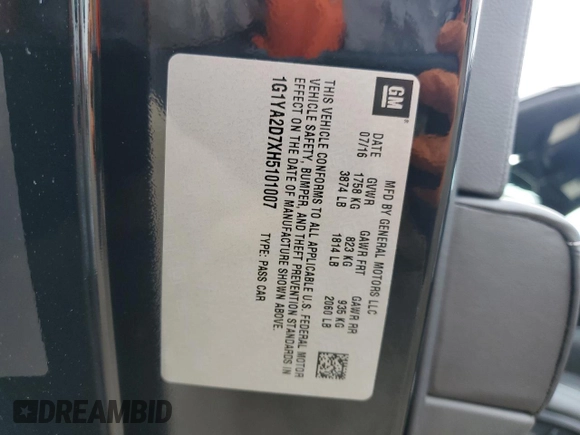 GM
MFD BY GENERAL MOTORS LLC
DATE GVWR GAWR FRT GAWR RR
07/16 1758 KG 823 KG 935 KG
3874 LB 1814 LB 2060 LB
THIS VEHICLE CONFORMS TO ALL APPLICABLE U.S. FEDERAL MOTOR
VEHICLE SAFETY, BUMPER, AND THEFT PREVENTION STANDARDS IN
EFFECT ON THE DATE OF MANUFACTURE SHOWN ABOVE.
1G1YA2D7XH5101007 TYPE: PASS CAR
DREAMBID